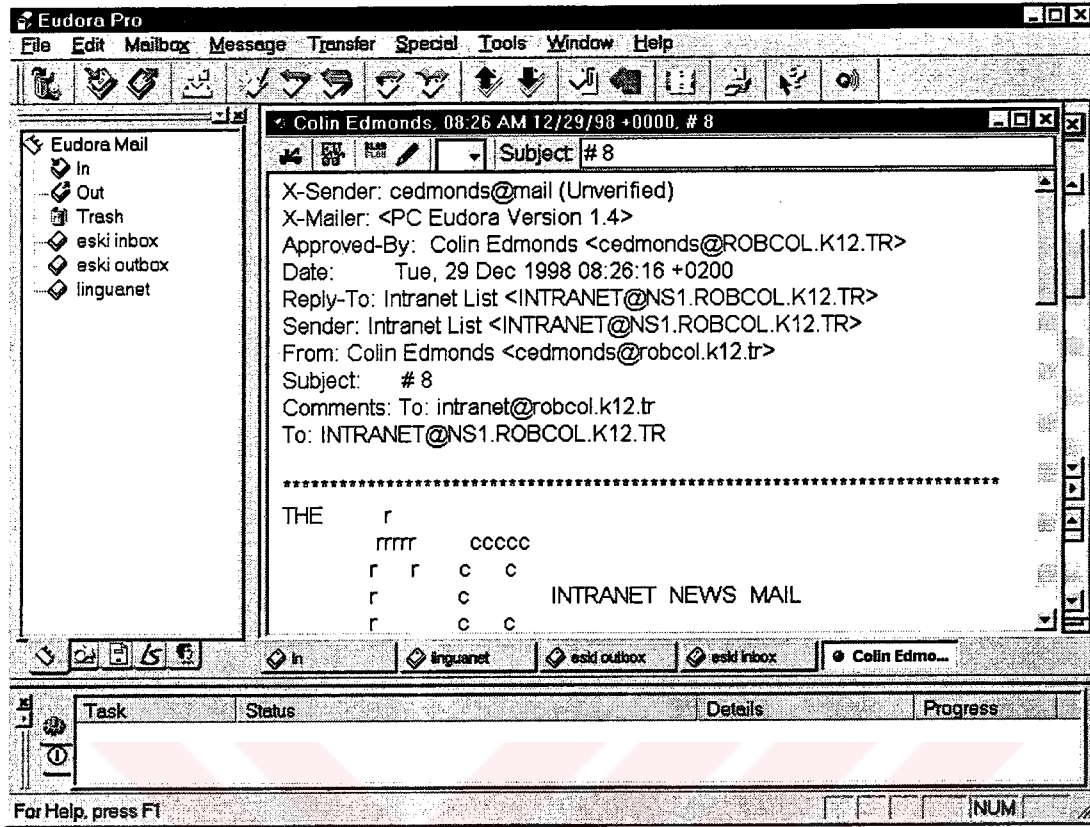 Eudora Pro
File Edit Mailbox Message Transfer Special Tools Window Help
Eudora Mail
In
Out
Trash
eski inbox
eski outbox
linguanet
Colin Edmonds, 08:26 AM 12/29/98 +0000, # 8
Subject: # 8
X-Sender: cedmonds@mail (Unverified)
X-Mailer: <PC Eudora Version 1.4>
Approved-By: Colin Edmonds <cedmonds@ROBCOL.K12.TR>
Date: Tue, 29 Dec 1998 08:26:16 +0200
Reply-To: Intranet List <INTRANET@NS1.ROBCOL.K12.TR>
Sender: Intranet List <INTRANET@NS1.ROBCOL.K12.TR>
From: Colin Edmonds <cedmonds@robcol.k12.tr>
Subject: # 8
Comments: To: intranet@robcol.k12.tr
To: INTRANET@NS1.ROBCOL.K12.TR
******************************************************************************
THE r
rrrrr ccccc
r r c c
r c INTRANET NEWS MAIL
r c c
In linguanet eski outbox eski inbox Colin Edmo...
Task Status Details Progress
For Help, press F1 NUM